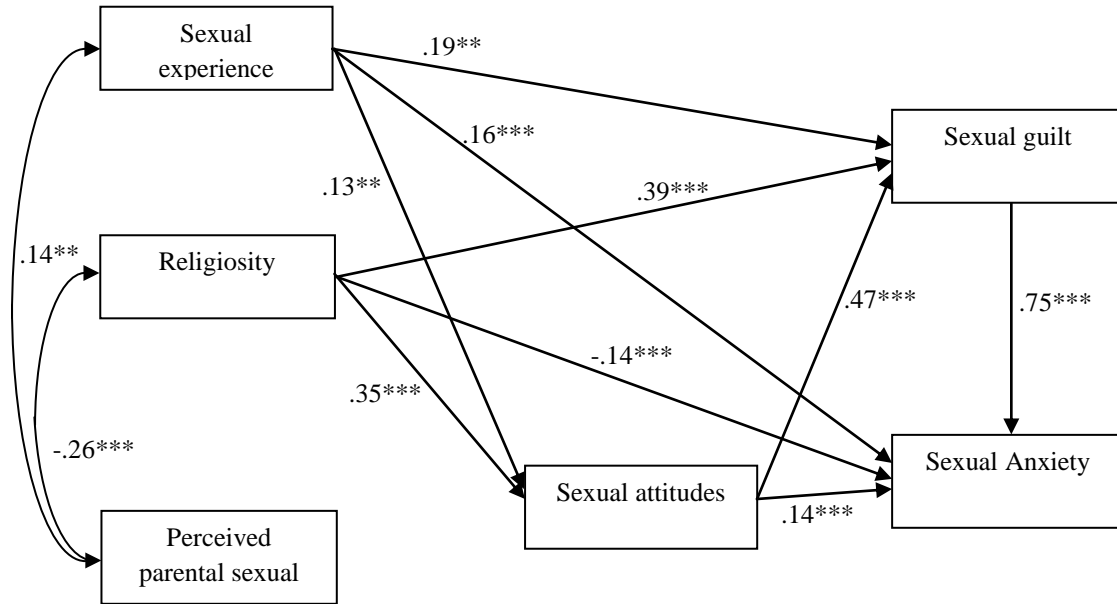 Sexual
experience
.19**
Sexual guilt
.16***
.13**
.39***
.14**
Religiosity
.47***
.75***
-.14***
.35***
-.26***
Sexual Anxiety
Sexual attitudes
.14***
Perceived
parental sexual